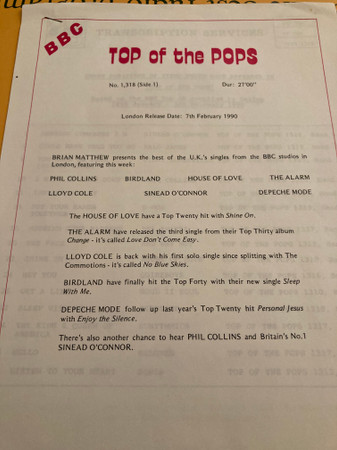 BBC
TOP of the POPS
No. 1,318 (Side 1) Dur: 27'00"
London Release Date: 7th February 1990
BRIAN MATTHEW presents the best of the U.K.'s singles from the BBC studios in
London, featuring this week:
PHIL COLLINS BIRDLAND HOUSE OF LOVE THE ALARM
LLOYD COLE SINEAD O'CONNOR DEPECHE MODE
The HOUSE OF LOVE have a Top Twenty hit with Shine On.
THE ALARM have released the third single from their Top Thirty album
Change - it's called Love Don't Come Easy.
LLOYD COLE is back with his first solo single since splitting with The
Commotions - it's called No Blue Skies.
BIRDLAND have finally hit the Top Forty with their new single Sleep
With Me.
DEPECHE MODE follow up last year's Top Twenty hit Personal Jesus
with Enjoy the Silence.
There's also another chance to hear PHIL COLLINS and Britain's No.1
SINEAD O'CONNOR.